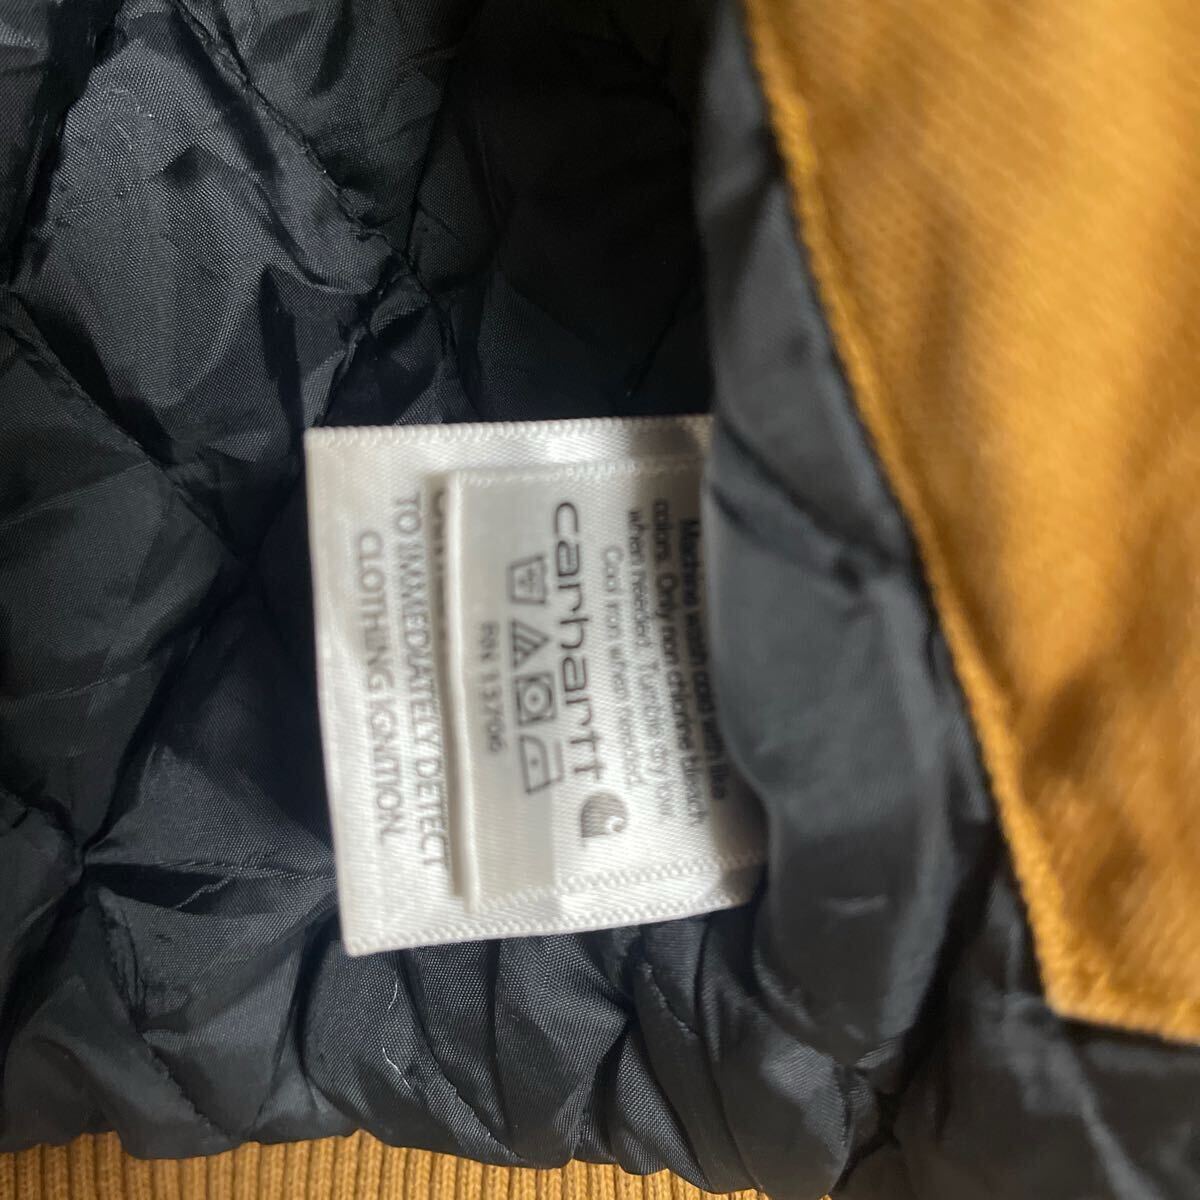 Machine wash cold with like
colors. Only non chlorine bleach
when needed. Tumble dry low.
Cool iron when needed.
carhartt
RN 13706
TO IMMEDIATELY DETECT
CLOTHING IGNITION.